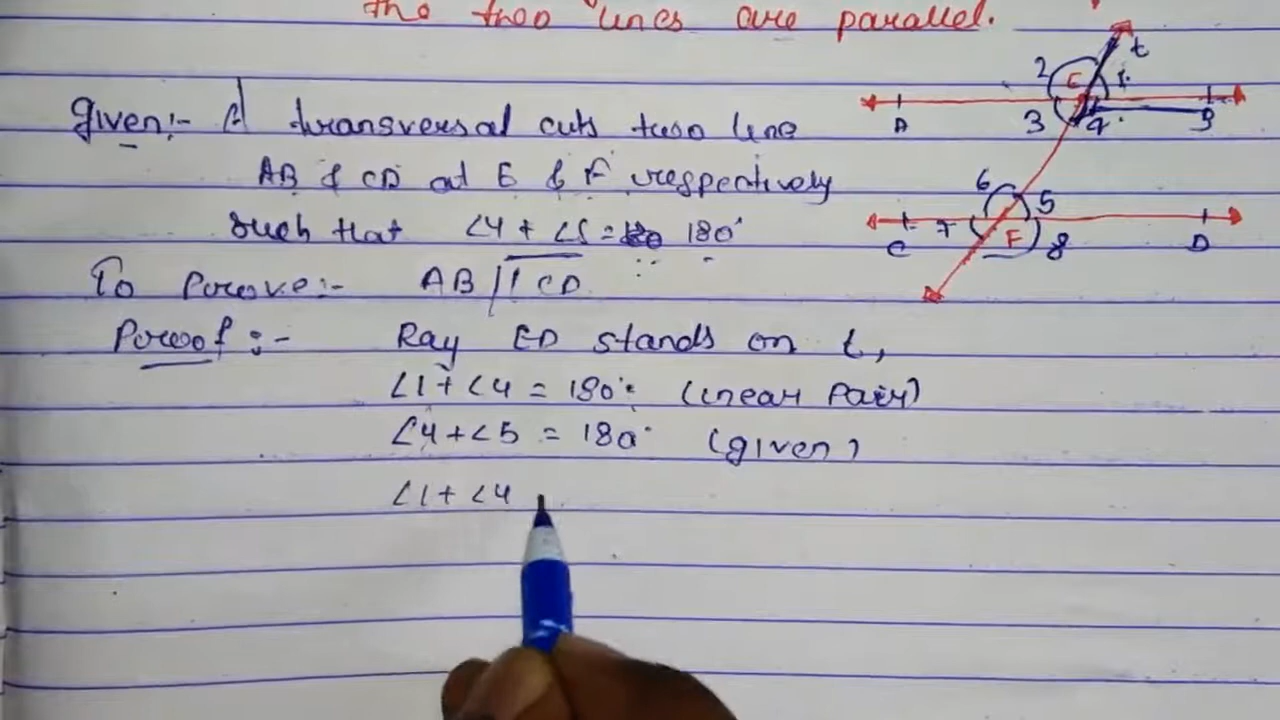 the two lines are parallel.
Given:- A transversal cuts two line
AB & CD at E & F respectively
such that ∠4 + ∠5 = 180°
To Prove:- AB || CD
Proof :- Ray ED stands on t,
∠1 + ∠4 = 180° (linear Pair)
∠4 + ∠5 = 180° (given)
∠1 + ∠4
t
2 E 1
A 3 4 B
6 5
C 7 F 8 D